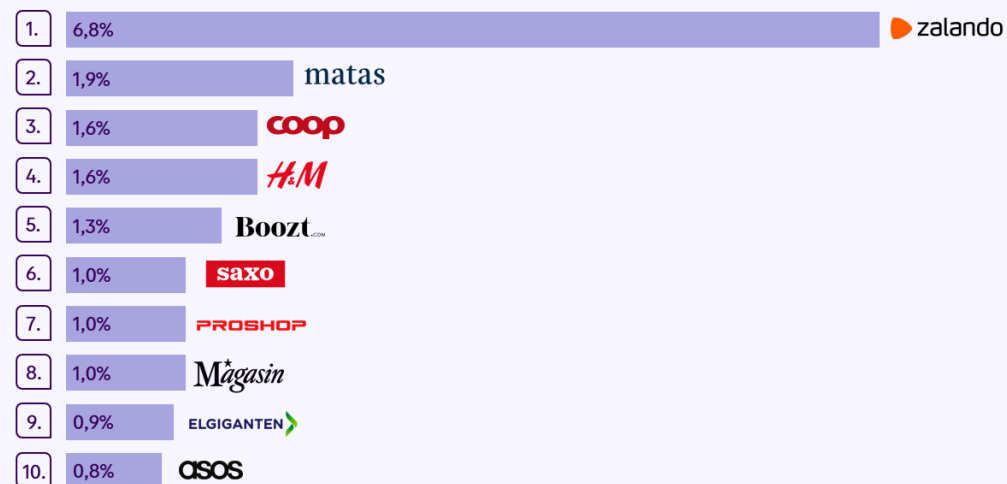 1. 6,8% zalando
2. 1,9% matas
3. 1,6% coop
4. 1,6% H&M
5. 1,3% Boozt.COM
6. 1,0% saxo
7. 1,0% PROSHOP
8. 1,0% Magasin
9. 0,9% ELGIGANTEN
10. 0,8% asos